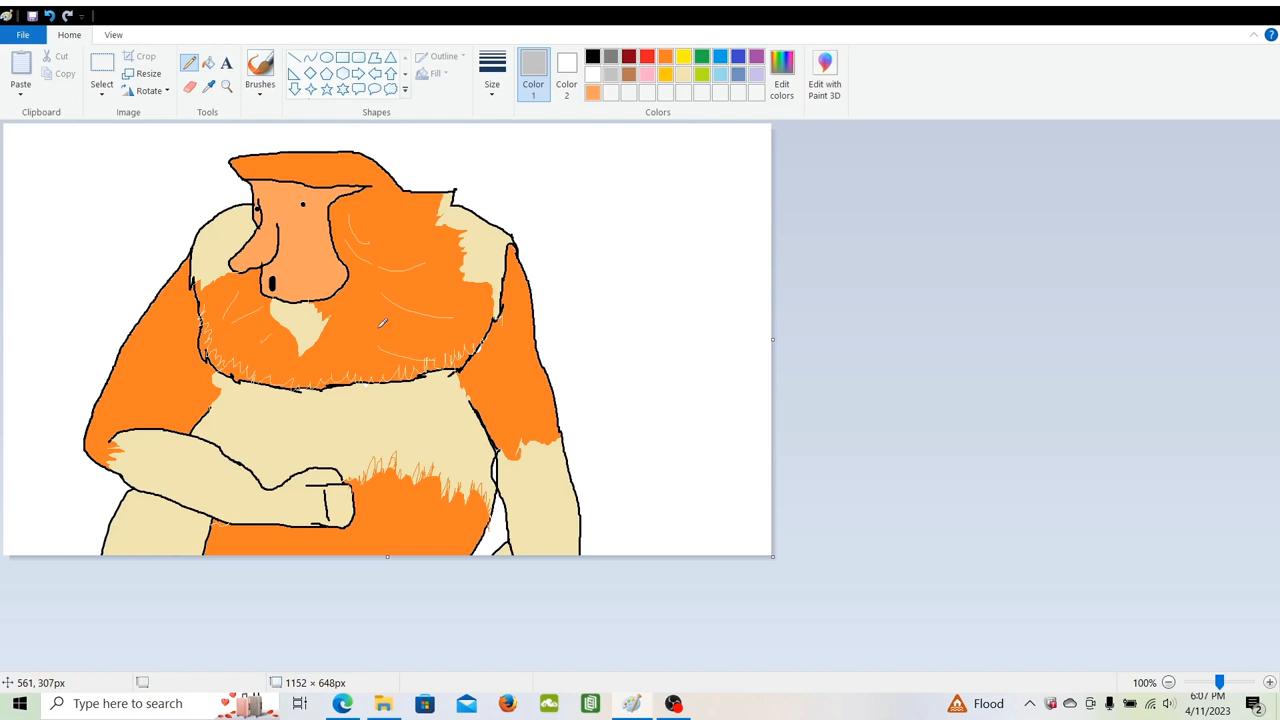 File Home View
Paste Cut Copy
Clipboard
Select Crop Resize Rotate
Image
A
Tools
Brushes
Outline Fill
Shapes
Size
Color 1
Color 2
Edit colors
Colors
Edit with Paint 3D
561, 307px
1152 × 648px
100%
Type here to search
Flood
6:07 PM
4/11/2023
2